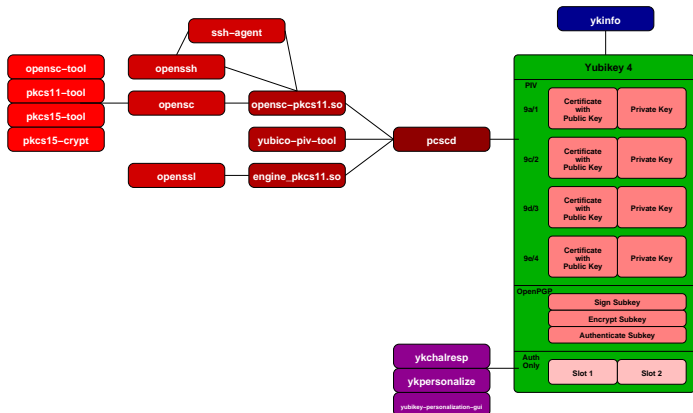 ykinfo
ssh-agent
opensc-tool
openssh
Yubikey 4
PIV
pkcs11-tool
opensc
opensc-pkcs11.so
9a/1
Certificate
with
Public Key
Private Key
pkcs15-tool
pkcs15-crypt
yubico-piv-tool
pcscd
9c/2
Certificate
with
Public Key
Private Key
openssl
engine_pkcs11.so
9d/3
Certificate
with
Public Key
Private Key
9e/4
Certificate
with
Public Key
Private Key
OpenPGP
Sign Subkey
Encrypt Subkey
Authenticate Subkey
ykchalresp
ykpersonalize
yubikey-personalization-gui
Auth
Only
Slot 1
Slot 2